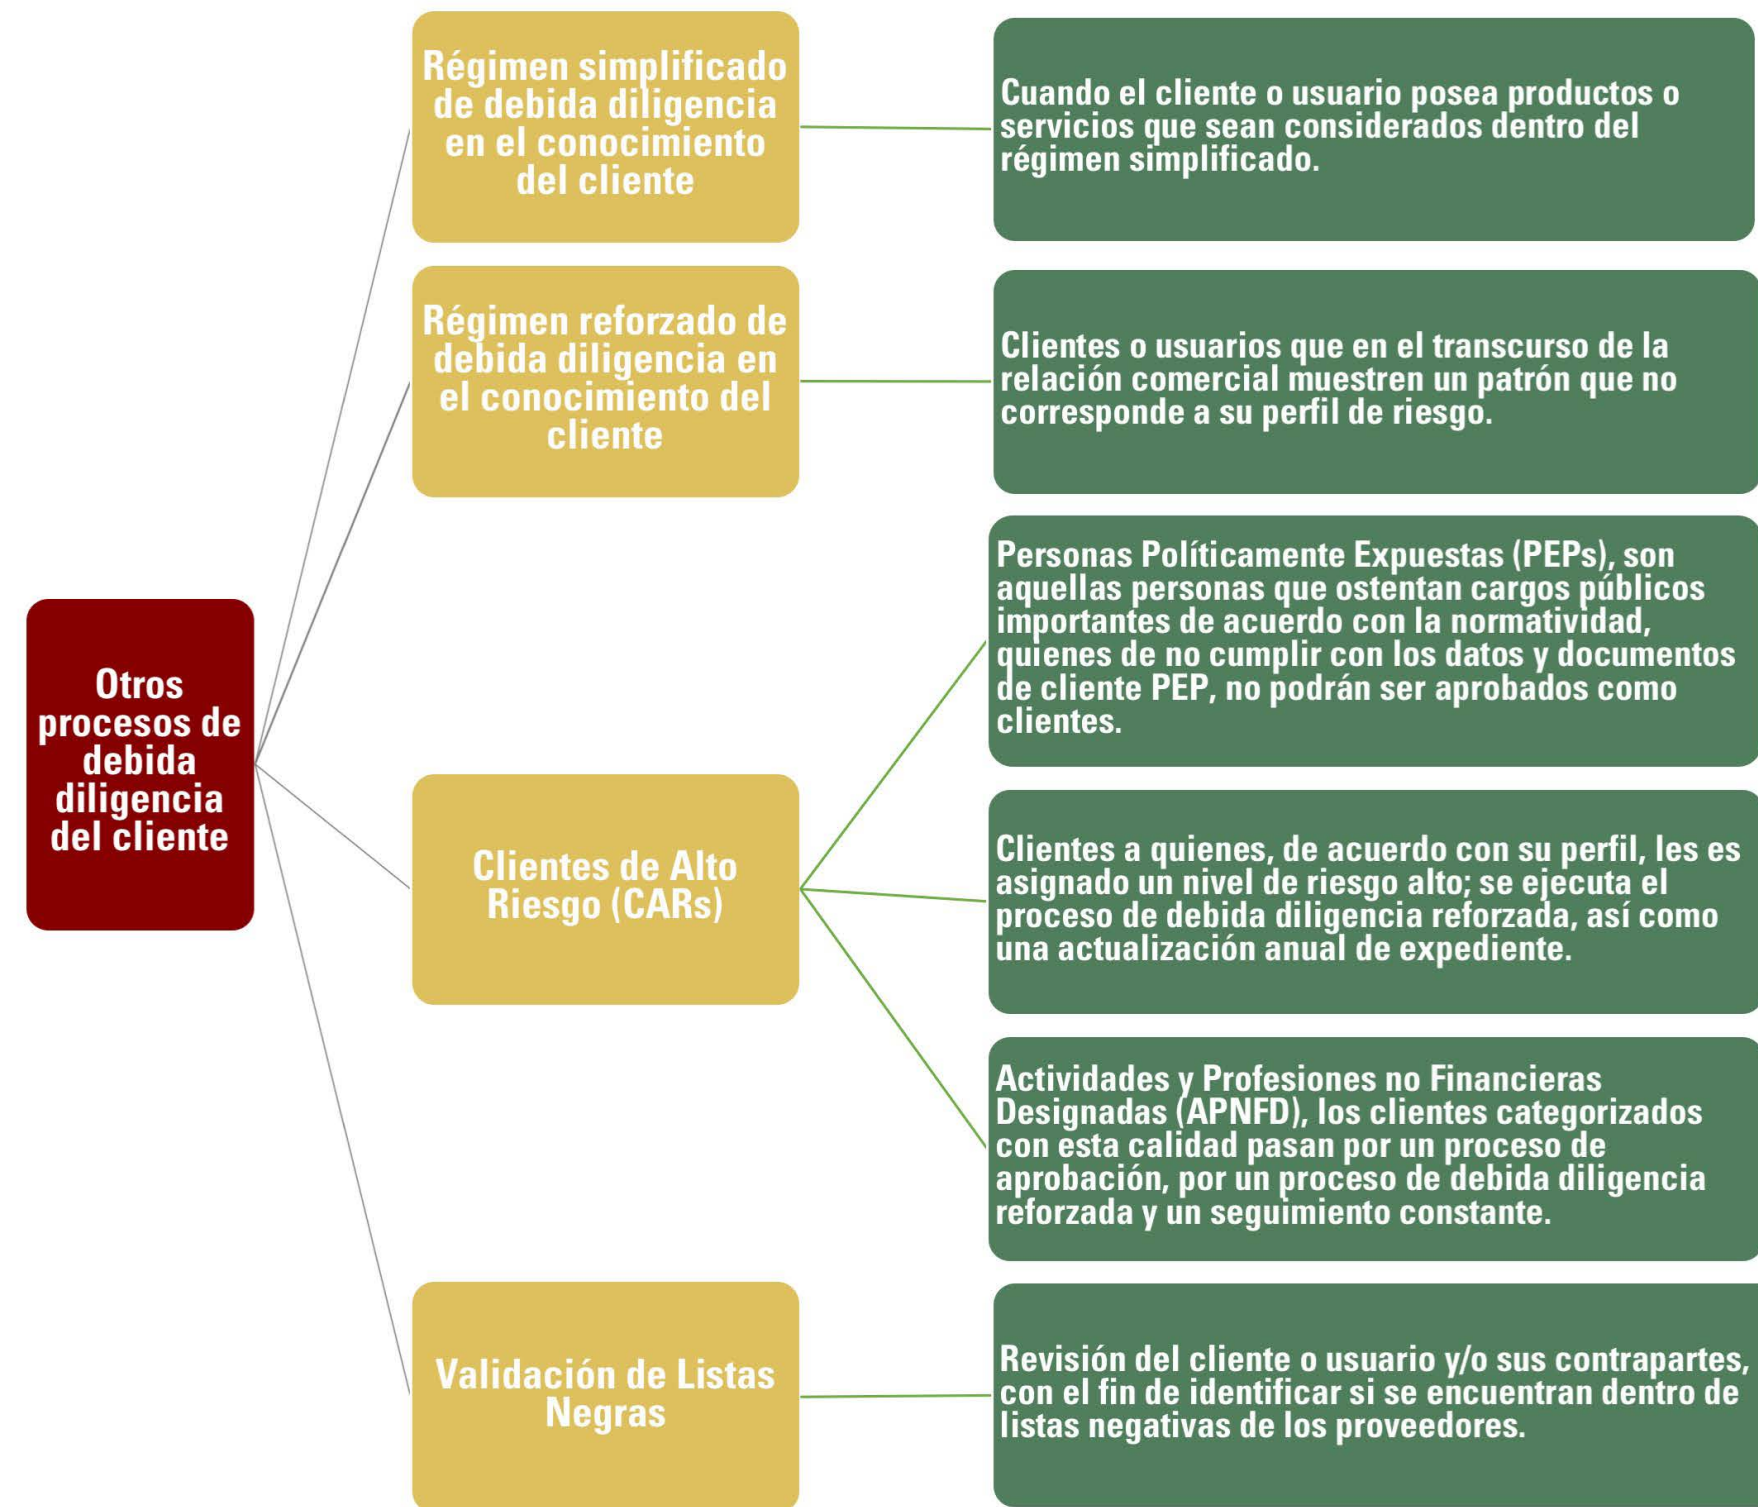 Otros
procesos de
debida
diligencia
del cliente
Régimen simplificado
de debida diligencia
en el conocimiento
del cliente
Cuando el cliente o usuario posea productos o
servicios que sean considerados dentro del
régimen simplificado.
Régimen reforzado de
debida diligencia en
el conocimiento del
cliente
Clientes o usuarios que en el transcurso de la
relación comercial muestren un patrón que no
corresponde a su perfil de riesgo.
Clientes de Alto
Riesgo (CARs)
Personas Políticamente Expuestas (PEPs), son
aquellas personas que ostentan cargos públicos
importantes de acuerdo con la normatividad,
quienes de no cumplir con los datos y documentos
de cliente PEP, no podrán ser aprobados como
clientes.
Clientes a quienes, de acuerdo con su perfil, les es
asignado un nivel de riesgo alto; se ejecuta el
proceso de debida diligencia reforzada, así como
una actualización anual de expediente.
Actividades y Profesiones no Financieras
Designadas (APNFD), los clientes categorizados
con esta calidad pasan por un proceso de
aprobación, por un proceso de debida diligencia
reforzada y un seguimiento constante.
Validación de Listas
Negras
Revisión del cliente o usuario y/o sus contrapartes,
con el fin de identificar si se encuentran dentro de
listas negativas de los proveedores.